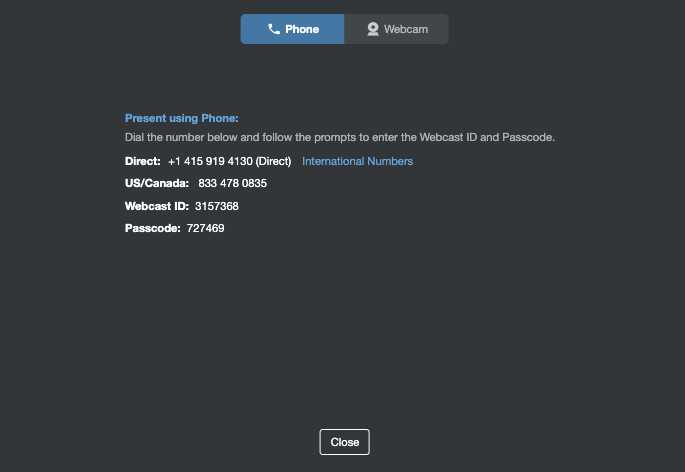 Phone Webcam
Present using Phone:
Dial the number below and follow the prompts to enter the Webcast ID and Passcode.
Direct: +1 415 919 4130 (Direct) International Numbers
US/Canada: 833 478 0835
Webcast ID: 3157368
Passcode: 727469
Close